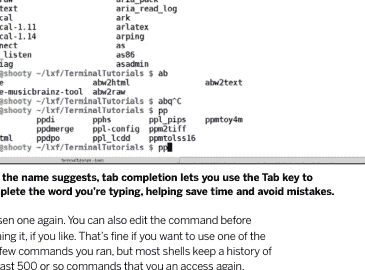 text aria_read_log
cal ark
cal-1.11 arlatex
cal-1.14 arping
nect as
_listen as86
iag asadmin
@shooty ~/lxf/TerminalTutorials $ ab
e abw2html abw2text
e-musicbrainz-tool abw2raw
@shooty ~/lxf/TerminalTutorials $ abq^C
@shooty ~/lxf/TerminalTutorials $ pp
ppdi pphs ppl_pips ppmtoy4m
ppdmerge ppl-config ppm2tiff
tml ppdpo ppl_lcdd ppmtolss16
@shooty ~/lxf/TerminalTutorials $ pp
the name suggests, tab completion lets you use the Tab key to
plete the word you're typing, helping save time and avoid mistakes.
sen one again. You can also edit the command before
ning it, if you like. That's fine if you want to use one of the
few commands you ran, but most shells keep a history of
ast 500 or so commands that you an access again.